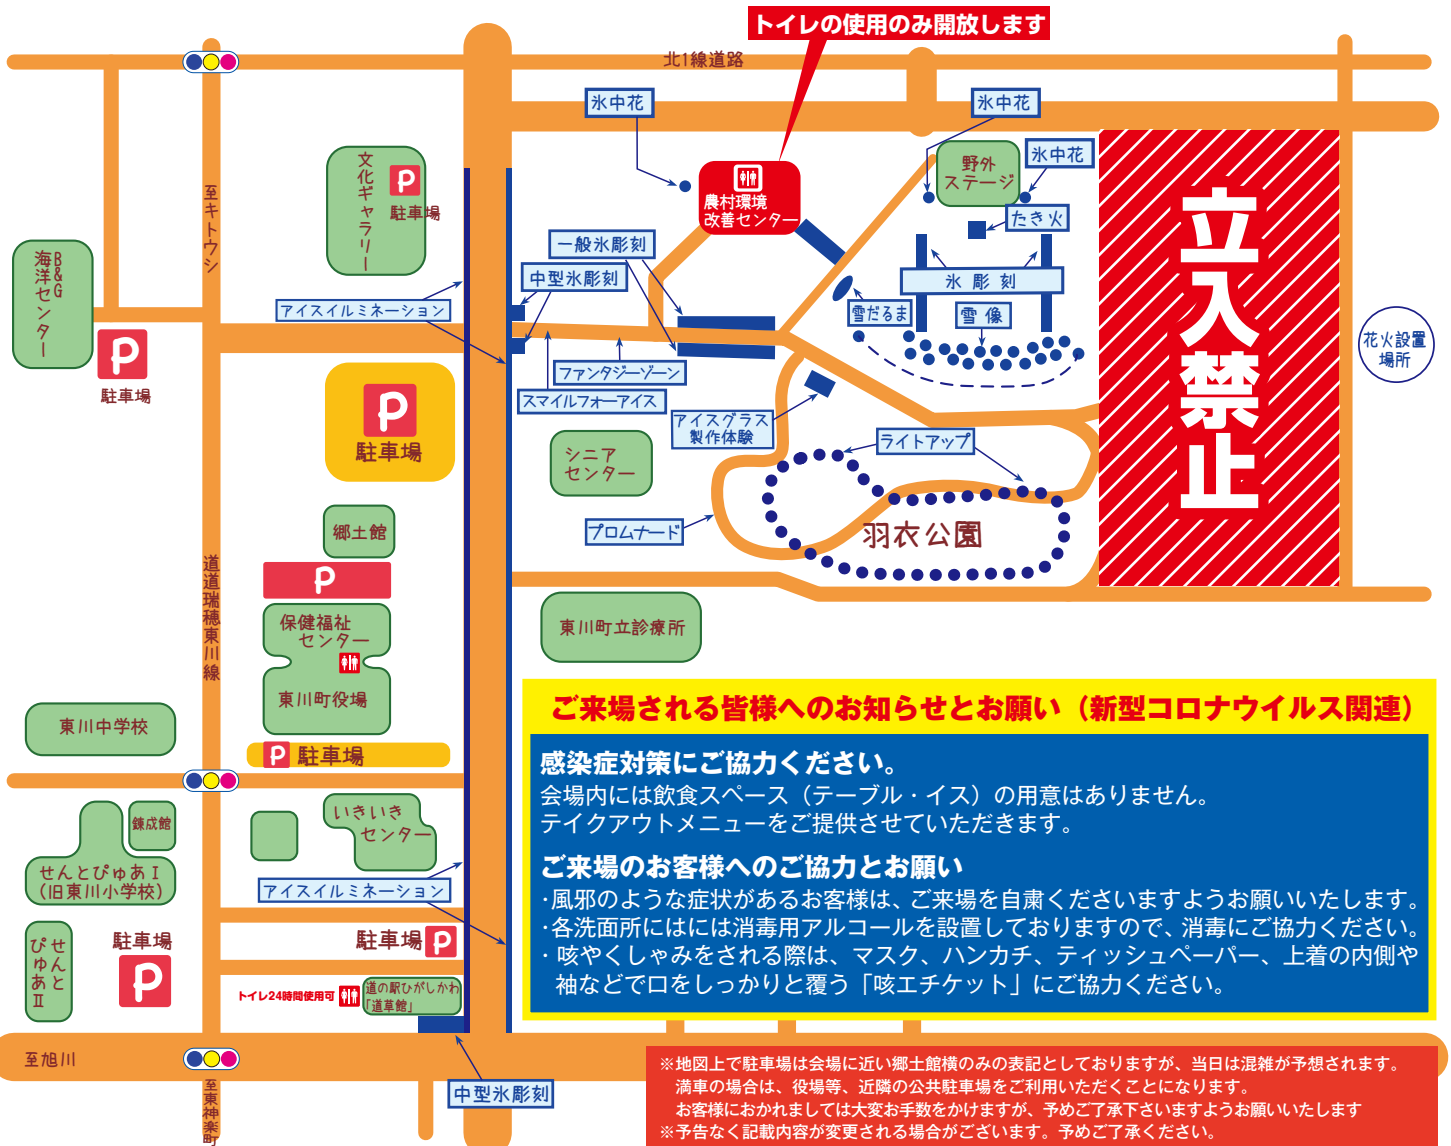 トイレの使用のみ開放します
北1線道路
氷中花
氷中花
氷中花
野外
ステージ
文化ギャラリー
P
駐車場
至キトウシ
農村環境
改善センター
たき火
立入禁止
B&G
海洋センター
一般氷彫刻
中型氷彫刻
氷彫刻
アイスイルミネーション
雪だるま
雪像
花火設置
場所
P
駐車場
ファンタジーゾーン
スマイルフォーアイス
P
駐車場
アイスグラス
製作体験
ライトアップ
シニア
センター
郷土館
プロムナード
羽衣公園
P
道道瑞穂東川線
保健福祉
センター
東川町役場
東川町立診療所
東川中学校
P 駐車場
ご来場される皆様へのお知らせとお願い（新型コロナウイルス関連）
感染症対策にご協力ください。
会場内には飲食スペース（テーブル・イス）の用意はありません。
テイクアウトメニューをご提供させていただきます。
ご来場のお客様へのご協力とお願い
・風邪のような症状があるお客様は、ご来場を自粛くださいますようお願いいたします。
・各洗面所にはには消毒用アルコールを設置しておりますので、消毒にご協力ください。
・咳やくしゃみをされる際は、マスク、ハンカチ、ティッシュペーパー、上着の内側や
袖などで口をしっかりと覆う「咳エチケット」にご協力ください。
錬成館
いきいき
センター
せんとぴゅあⅠ
（旧東川小学校）
アイスイルミネーション
せんと
ぴゅあⅡ
駐車場
P
駐車場 P
トイレ24時間使用可
道の駅ひがしかわ
「道草館」
至旭川
至東神楽町
中型氷彫刻
※地図上で駐車場は会場に近い郷土館横のみの表記としておりますが、当日は混雑が予想されます。
満車の場合は、役場等、近隣の公共駐車場をご利用いただくことになります。
お客様におかれましては大変お手数をかけますが、予めご了承下さいますようお願いいたします
※予告なく記載内容が変更される場合がございます。予めご了承ください。